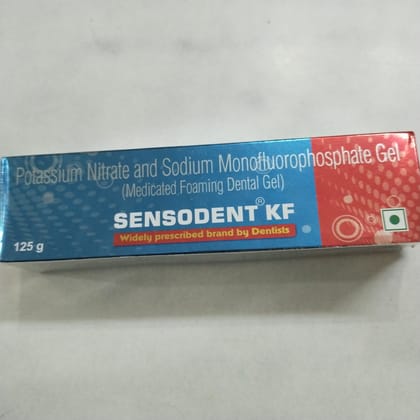 Potassium Nitrate and Sodium Monofluorophosphate Gel
(Medicated Foaming Dental Gel)
SENSODENT® KF
Widely prescribed brand by Dentists
125 g